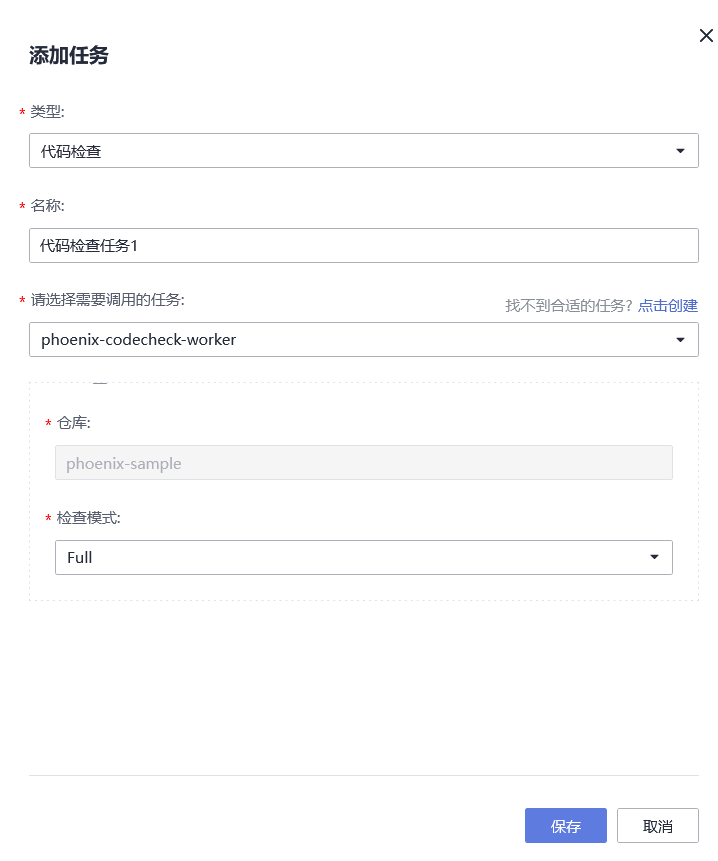 添加任务
* 类型:
代码检查
* 名称:
代码检查任务1
* 请选择需要调用的任务:
找不到合适的任务? 点击创建
phoenix-codecheck-worker
* 仓库:
phoenix-sample
* 检查模式:
Full
保存
取消